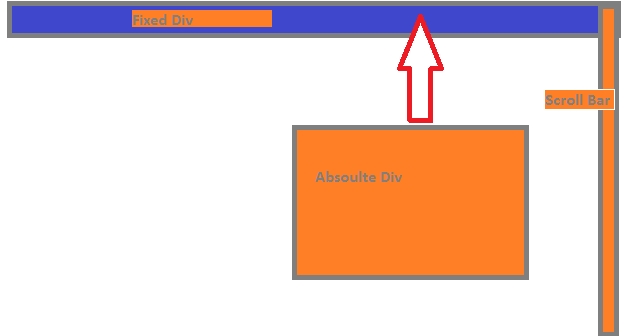 Fixed Div
Scroll Bar
Absoulte Div